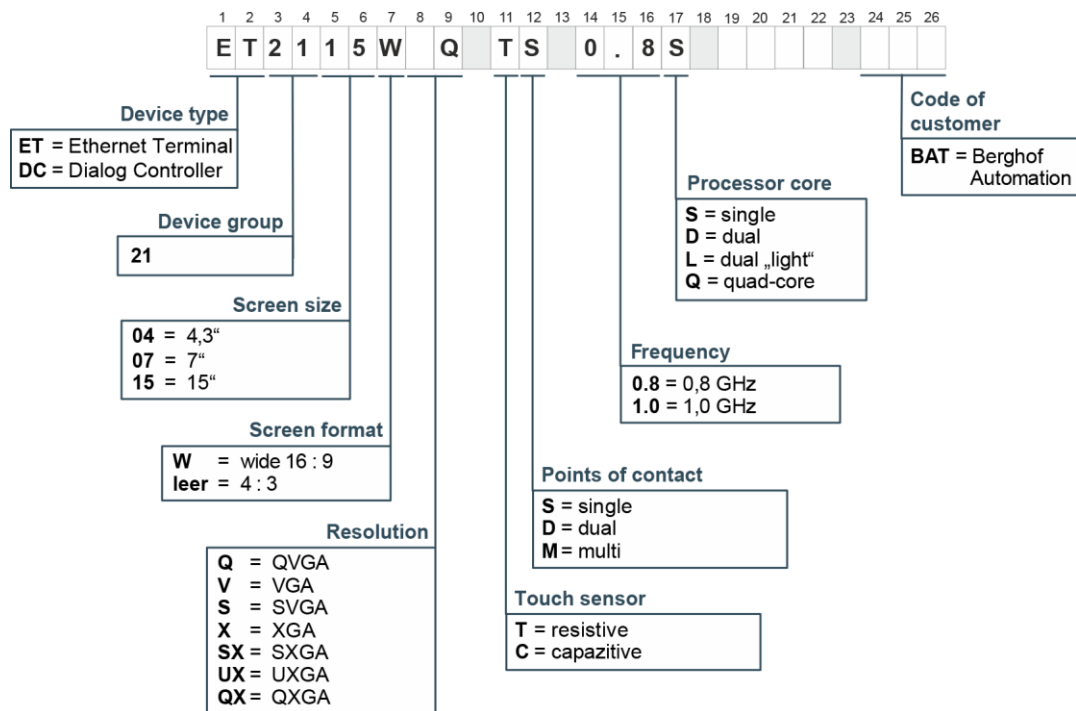 1 2 3 4 5 6 7 8 9 10 11 12 13 14 15 16 17 18 19 20 21 22 23 24 25 26
E T 2 1 1 5 W Q T S 0 . 8 S
Device type
ET = Ethernet Terminal
DC = Dialog Controller
Device group
21
Screen size
04 = 4,3“
07 = 7“
15 = 15“
Screen format
W = wide 16 : 9
leer = 4 : 3
Resolution
Q = QVGA
V = VGA
S = SVGA
X = XGA
SX = SXGA
UX = UXGA
QX = QXGA
Touch sensor
T = resistive
C = capazitive
Points of contact
S = single
D = dual
M = multi
Frequency
0.8 = 0,8 GHz
1.0 = 1,0 GHz
Processor core
S = single
D = dual
L = dual „light“
Q = quad-core
Code of
customer
BAT = Berghof
Automation